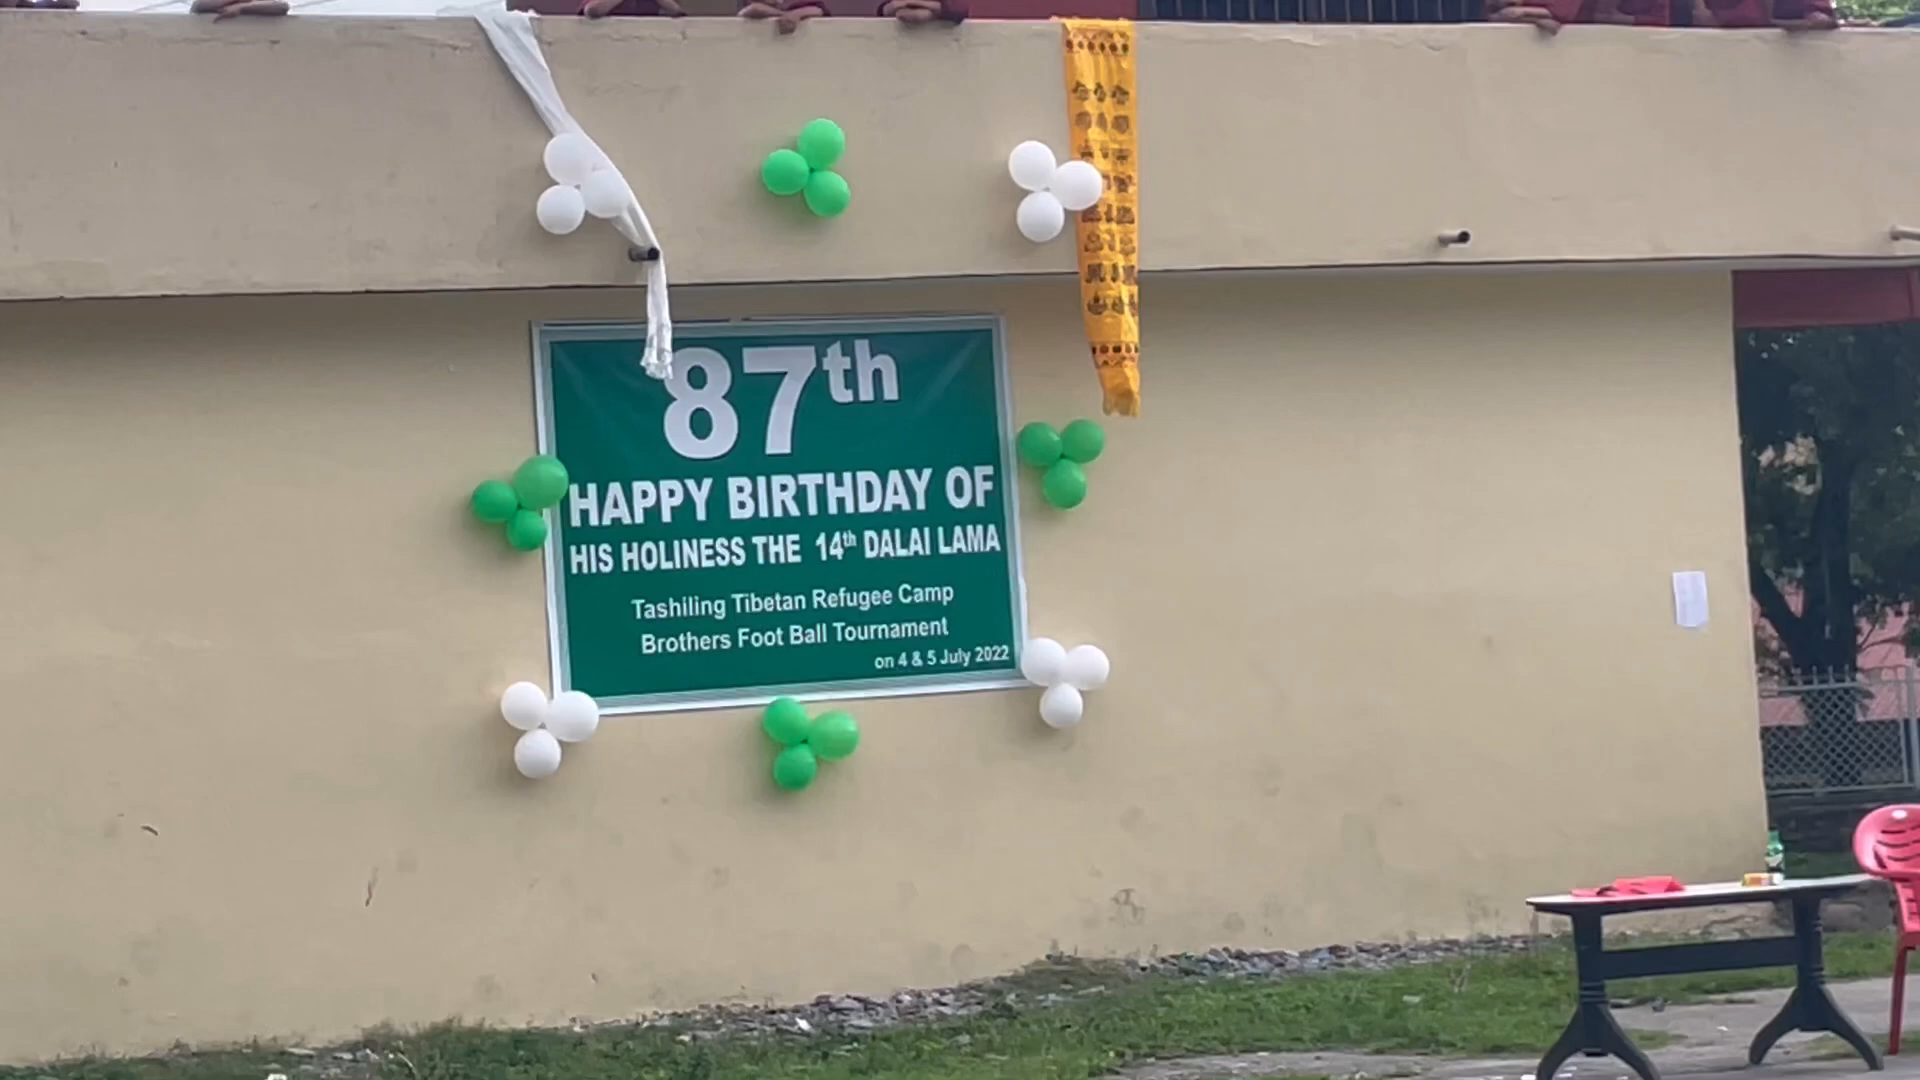 87th
HAPPY BIRTHDAY OF
HIS HOLINESS THE 14th DALAI LAMA
Tashiling Tibetan Refugee Camp
Brothers Foot Ball Tournament
on 4 & 5 July 2022